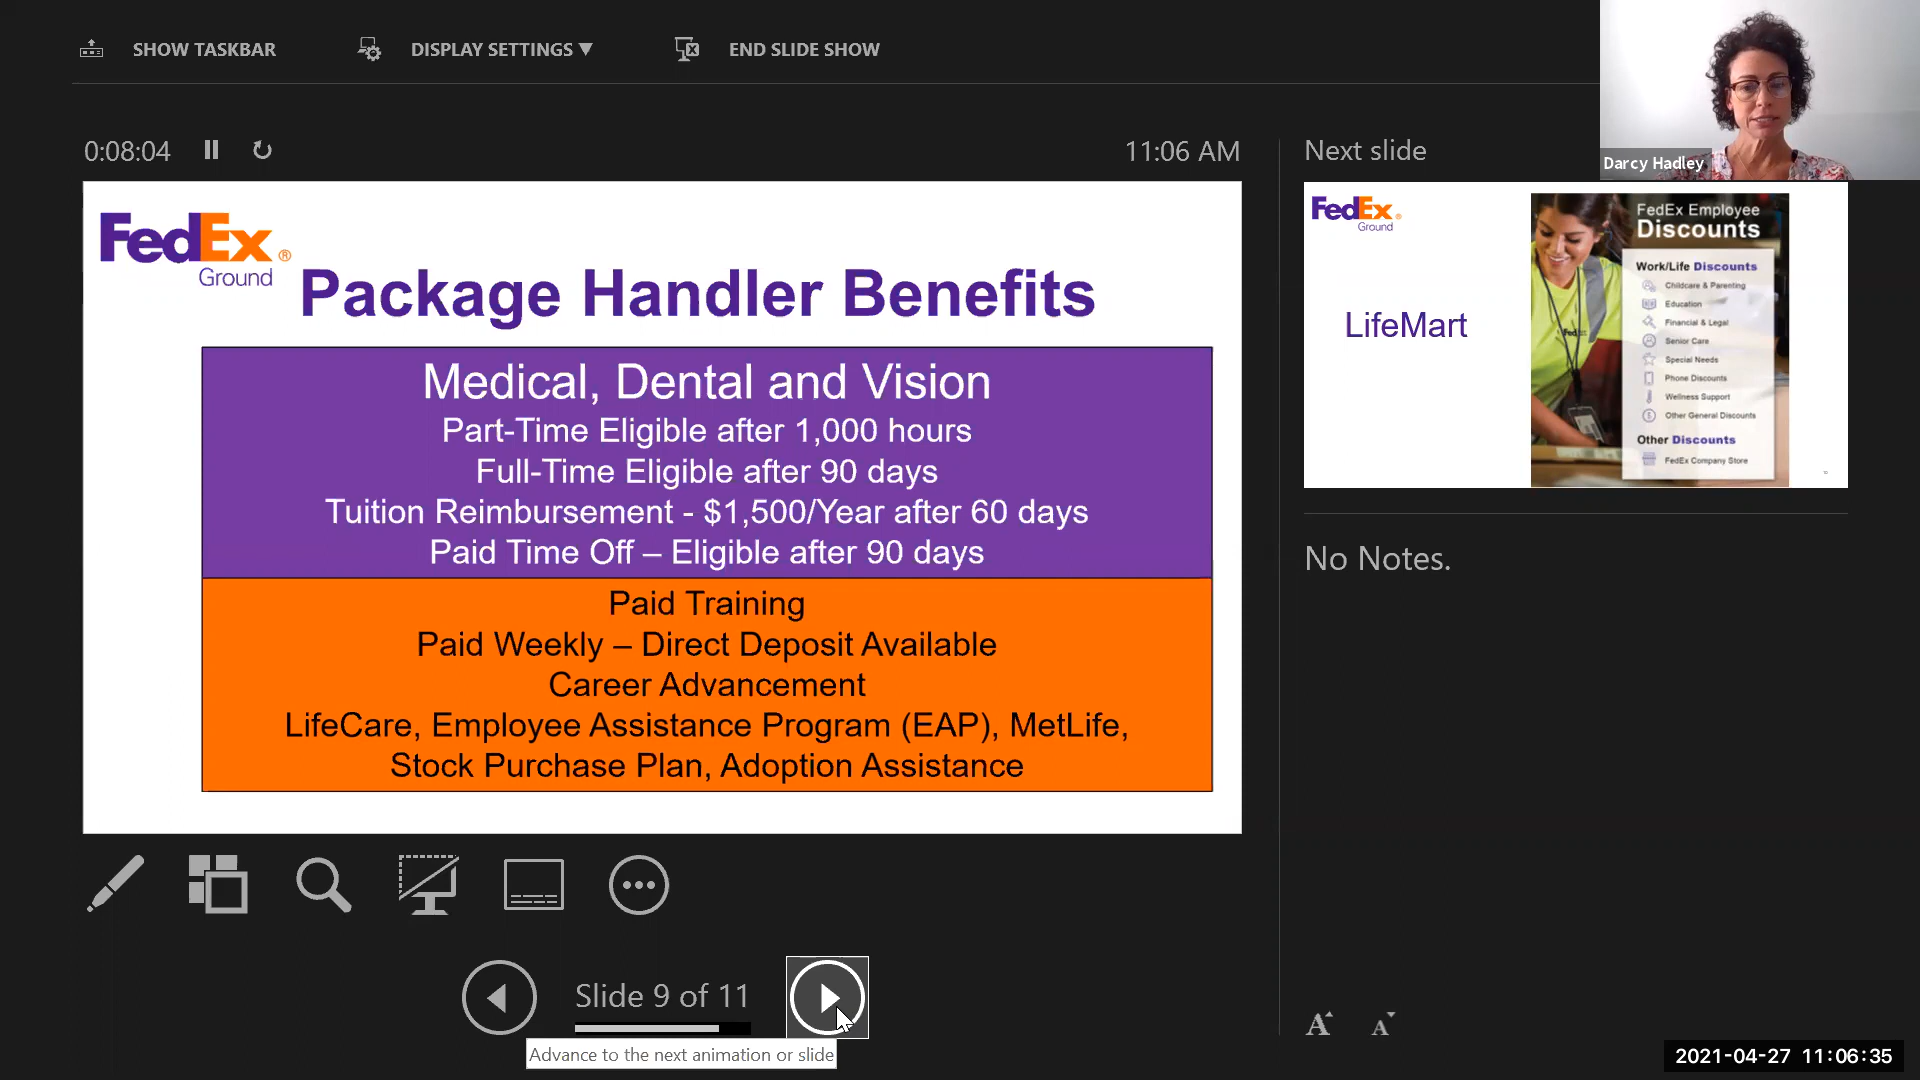 SHOW TASKBAR
DISPLAY SETTINGS ▼
END SLIDE SHOW
0:08:04
11:06 AM
Next slide
Darcy Hadley
FedEx®
Ground
Package Handler Benefits
Medical, Dental and Vision
Part-Time Eligible after 1,000 hours
Full-Time Eligible after 90 days
Tuition Reimbursement - $1,500/Year after 60 days
Paid Time Off – Eligible after 90 days
Paid Training
Paid Weekly – Direct Deposit Available
Career Advancement
LifeCare, Employee Assistance Program (EAP), MetLife,
Stock Purchase Plan, Adoption Assistance
FedEx®
Ground
LifeMart
FedEx Employee
Discounts
Work/Life Discounts
Childcare & Parenting
Education
Financial & Legal
Senior Care
Special Needs
Phone Discounts
Wellness Support
Other General Discounts
Other Discounts
FedEx Company Store
FedEx
No Notes.
Slide 9 of 11
Advance to the next animation or slide
A A
2021-04-27 11:06:35